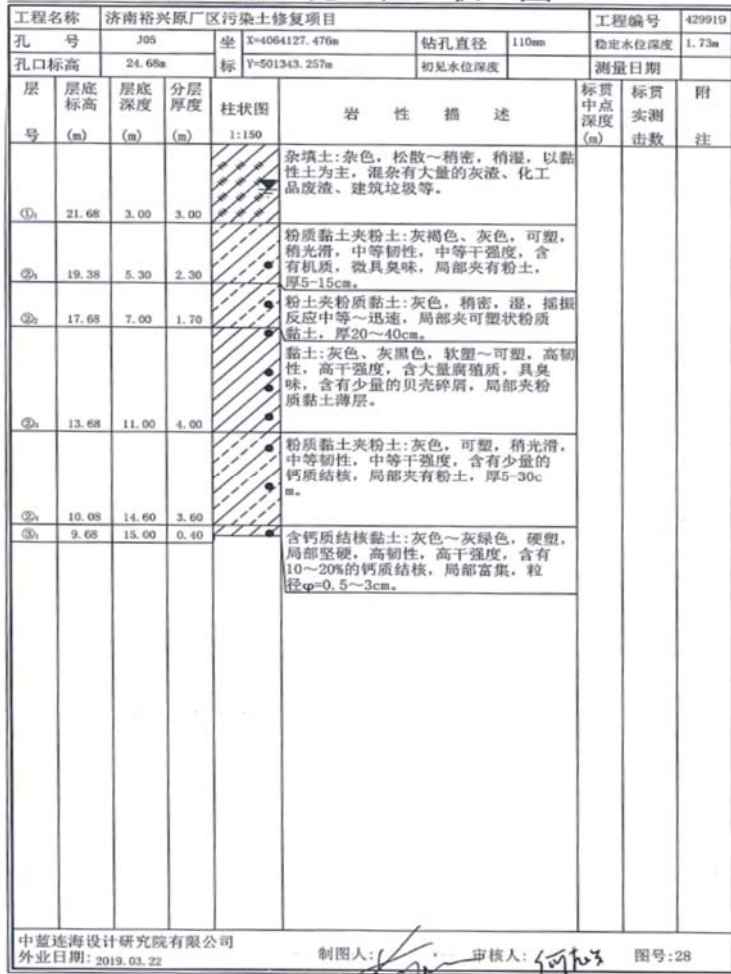 工程名称 济南裕兴原厂区污染土修复项目 工程编号 429919
孔号 J05 坐标 X=4064127.476m 钻孔直径 110mm 稳定水位深度 1.73m
孔口标高 24.68m Y=501343.257m 初见水位深度 测量日期
层号 层底标高(m) 层底深度(m) 分层厚度(m) 柱状图 1:150 岩性描述 标贯中点深度(m) 标贯实测击数 附注
杂填土:杂色，松散～稍密，稍湿，以黏
性土为主，混杂有大量的灰渣、化工
品废渣、建筑垃圾等。
①₁ 21.68 3.00 3.00
粉质黏土夹粉土:灰褐色、灰色，可塑，
稍光滑，中等韧性，中等干强度，含
有机质，微具臭味，局部夹有粉土，
厚5-15cm。
②₁ 19.38 5.30 2.30
粉土夹粉质黏土:灰色，稍密，湿，摇振
反应中等～迅速，局部夹可塑状粉质
黏土，厚20～40cm。
②₂ 17.68 7.00 1.70
黏土:灰色、灰黑色，软塑～可塑，高韧
性，高干强度，含大量腐殖质，具臭
味，含有少量的贝壳碎屑，局部夹粉
质黏土薄层。
②₃ 13.68 11.00 4.00
粉质黏土夹粉土:灰色，可塑，稍光滑，
中等韧性，中等干强度，含有少量的
钙质结核，局部夹有粉土，厚5-30c
m。
②₄ 10.08 14.60 3.60
③₁ 9.68 15.00 0.40
含钙质结核黏土:灰色～灰绿色，硬塑，
局部坚硬，高韧性，高干强度，含有
10～20%的钙质结核，局部富集，粒
径φ=0.5～3cm。
中蓝连海设计研究院有限公司
外业日期: 2019.03.22 制图人: 审核人: 图号:28